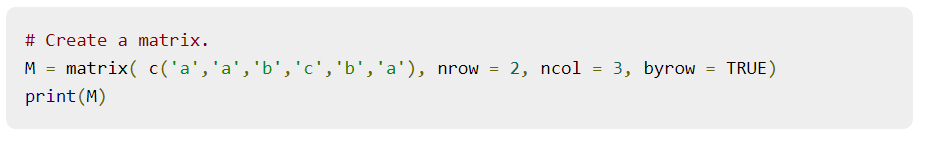 # Create a matrix.
M = matrix( c('a','a','b','c','b','a'), nrow = 2, ncol = 3, byrow = TRUE)
print(M)